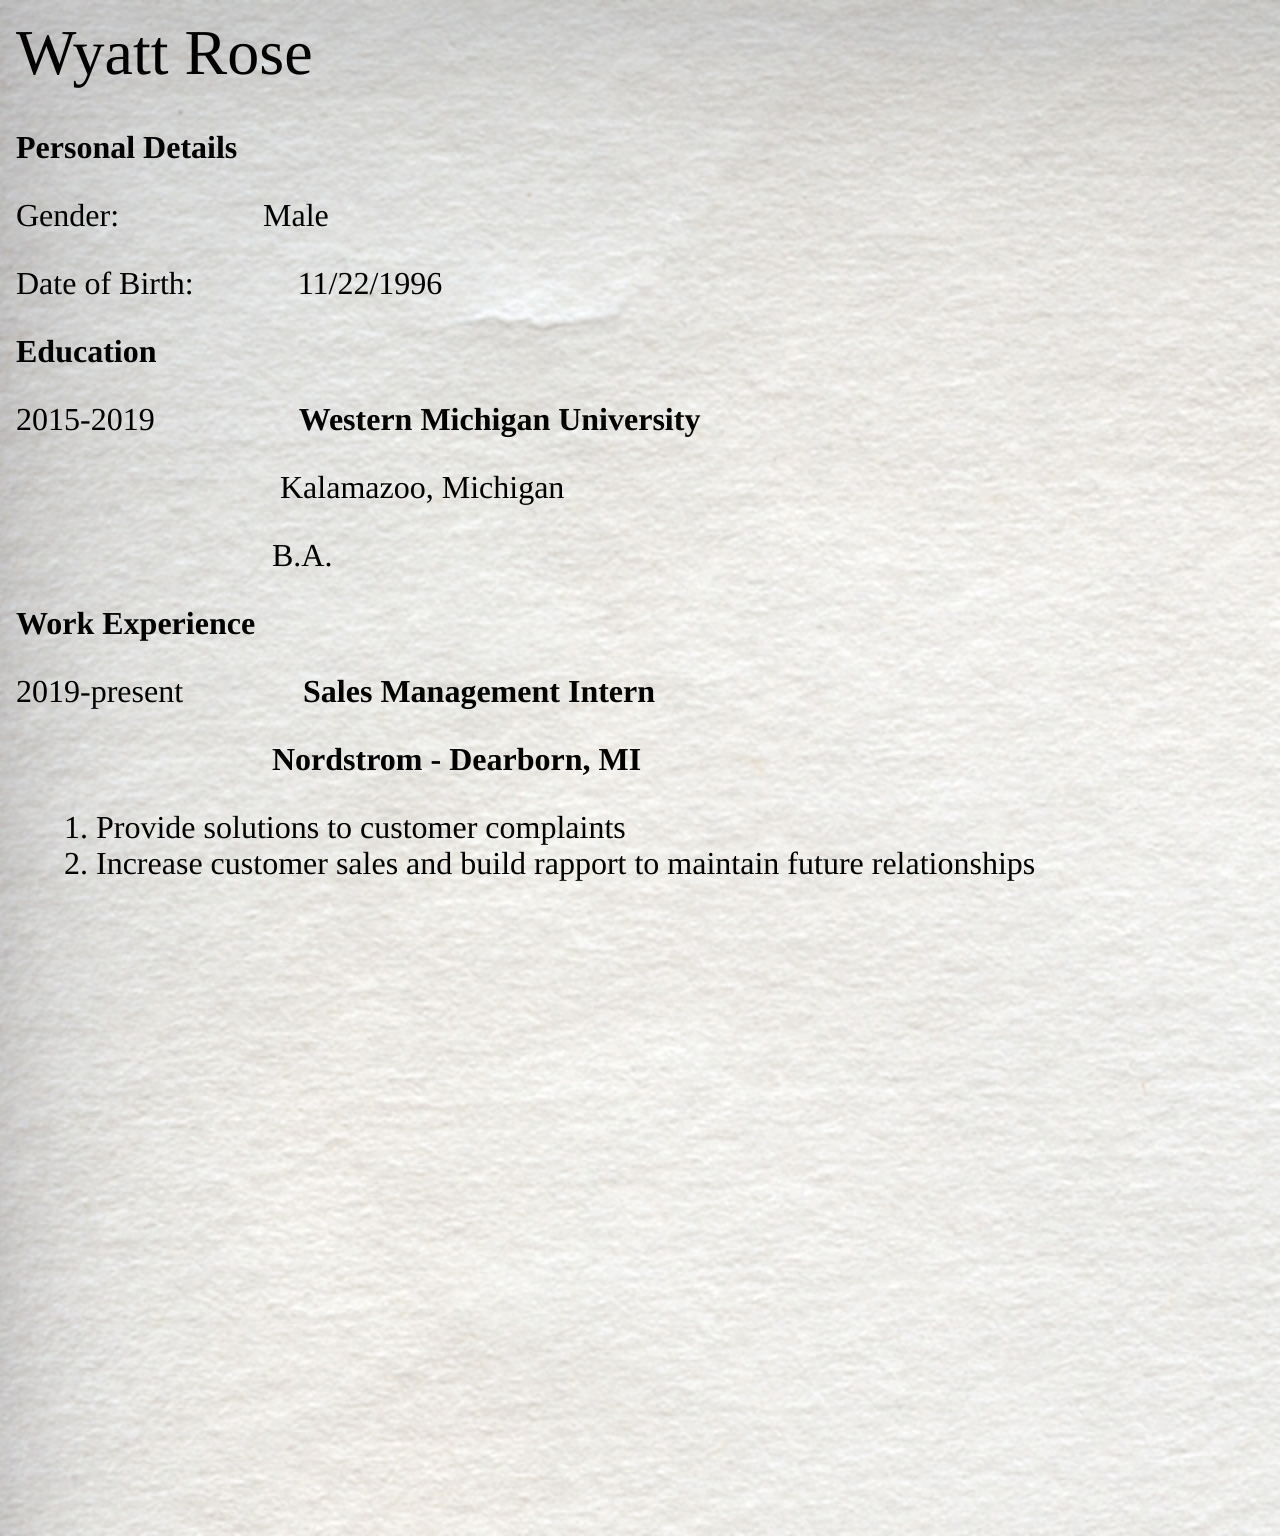 Wyatt Rose
Personal Details
Gender: Male
Date of Birth: 11/22/1996
Education
2015-2019 Western Michigan University
Kalamazoo, Michigan
B.A.
Work Experience
2019-present Sales Management Intern
Nordstrom - Dearborn, MI
1. Provide solutions to customer complaints
2. Increase customer sales and build rapport to maintain future relationships